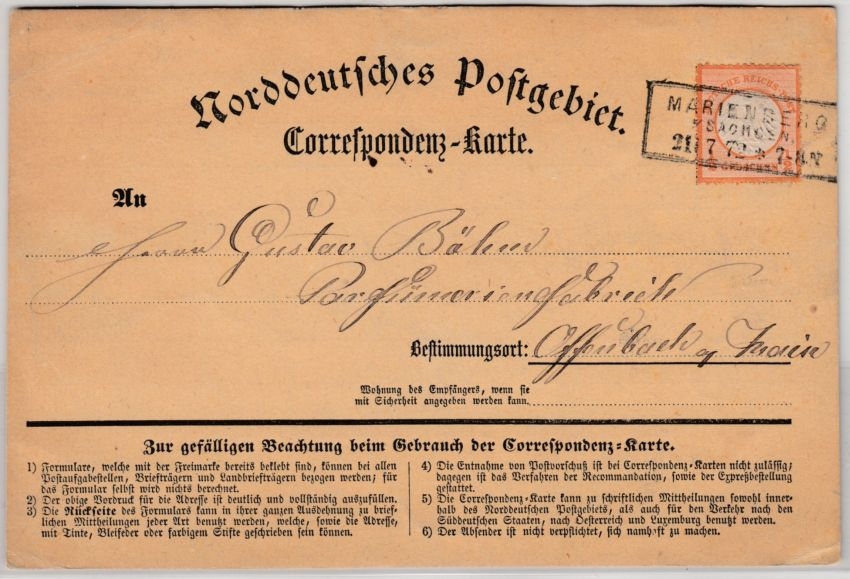 Norddeutsches Postgebiet.
Correspondenz-Karte.
MARIENBERG
SACHSEN.
21 7 72 * 7-8N
An
Herrn Gustav Böhm
Parfümerienfabrick
Bestimmungsort: Offenbach a/ Main
Wohnung des Empfängers, wenn sie
mit Sicherheit angegeben werden kann.
Zur gefälligen Beachtung beim Gebrauch der Correspondenz-Karte.
1) Formulare, welche mit der Freimarke bereits beklebt sind, können bei allen
Postaufgabestellen, Briefträgern und Landbriefträgern bezogen werden; für
das Formular selbst wird nichts berechnet.
2) Der obige Vordruck für die Adresse ist deutlich und vollständig auszufüllen.
3) Die Rückseite des Formulars kann in ihrer ganzen Ausdehnung zu brief-
lichen Mittheilungen jeder Art benutzt werden, welche, sowie die Adresse,
mit Tinte, Bleifeder oder farbigem Stifte geschrieben sein können.
4) Die Entnahme von Postvorschuß ist bei Correspondenz-Karten nicht zulässig;
dagegen ist das Verfahren der Recommandation, sowie der Expreßbestellung
gestattet.
5) Die Correspondenz-Karte kann zu schriftlichen Mittheilungen sowohl inner-
halb des Norddeutschen Postgebiets, als auch für den Verkehr nach den
Süddeutschen Staaten, nach Oesterreich und Luxemburg benutzt werden.
6) Der Absender ist nicht verpflichtet, sich namhaft zu machen.